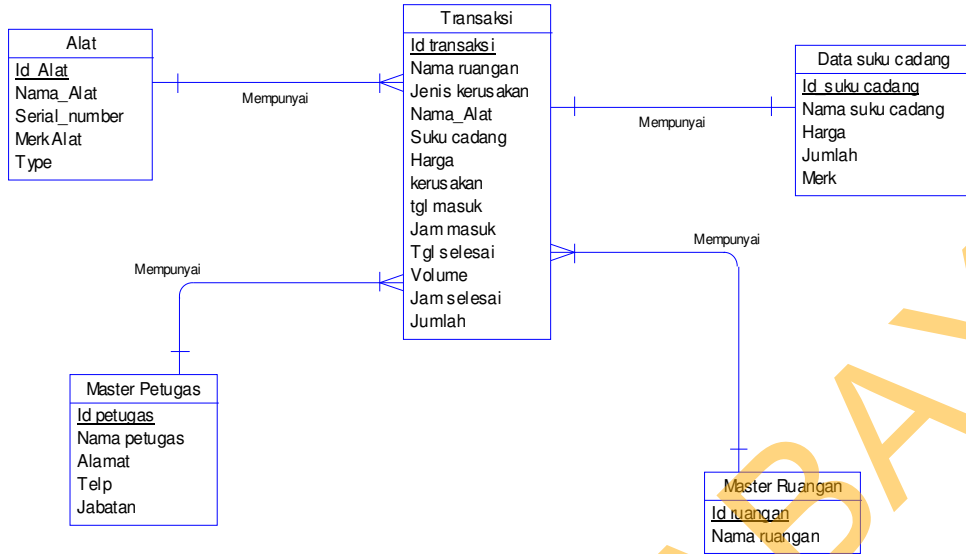 Alat
Id_Alat
Nama_Alat
Serial_number
Merk Alat
Type
Mempunyai
Transaksi
Id transaksi
Nama ruangan
Jenis kerusakan
Nama_Alat
Suku cadang
Harga
kerusakan
tgl masuk
Jam masuk
Tgl selesai
Volume
Jam selesai
Jumlah
Mempunyai
Data suku cadang
Id_suku cadang
Nama suku cadang
Harga
Jumlah
Merk
Mempunyai
Master Petugas
Id petugas
Nama petugas
Alamat
Telp
Jabatan
Mempunyai
Master Ruangan
Id ruangan
Nama ruangan